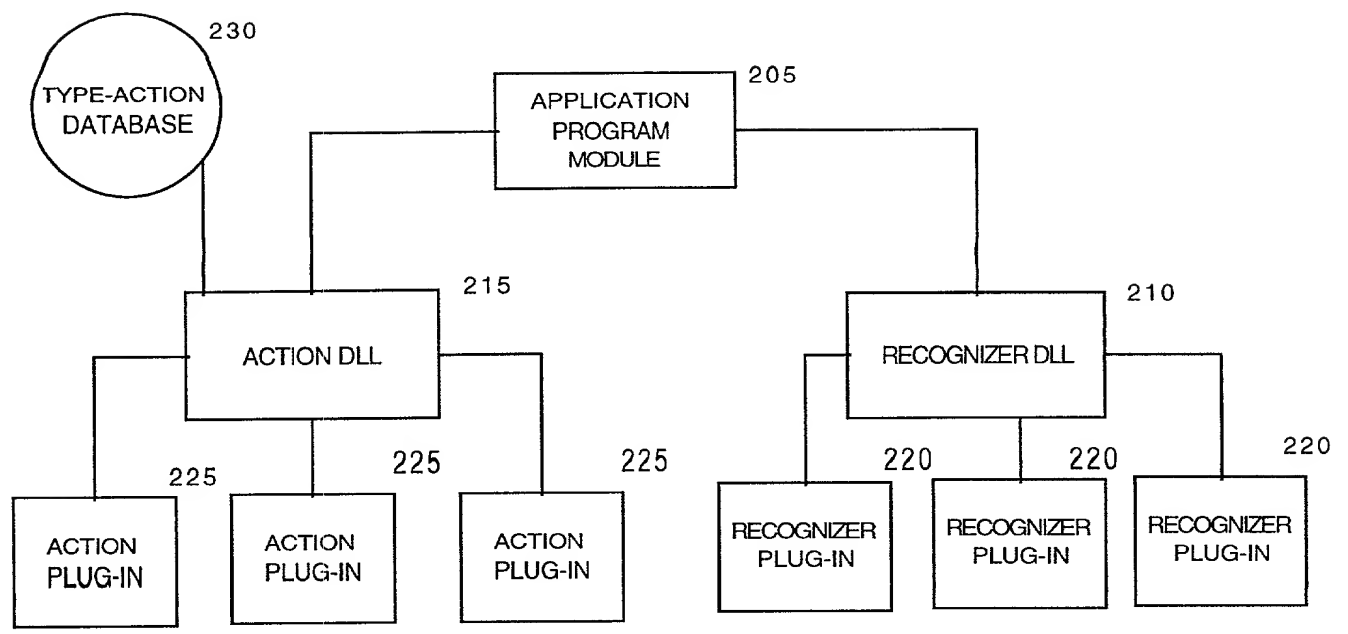 230
TYPE-ACTION
DATABASE
205
APPLICATION
PROGRAM
MODULE
215
ACTION DLL
210
RECOGNIZER DLL
225
ACTION
PLUG-IN
225
ACTION
PLUG-IN
225
ACTION
PLUG-IN
220
RECOGNIZER
PLUG-IN
220
RECOGNIZER
PLUG-IN
220
RECOGNIZER
PLUG-IN